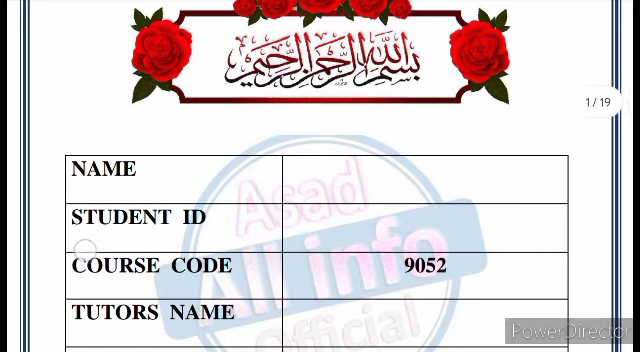 بسم الله الرحمن الرحيم
1 / 19
NAME
STUDENT ID
COURSE CODE 9052
TUTORS NAME
Asad
All info
Official
PowerDirector